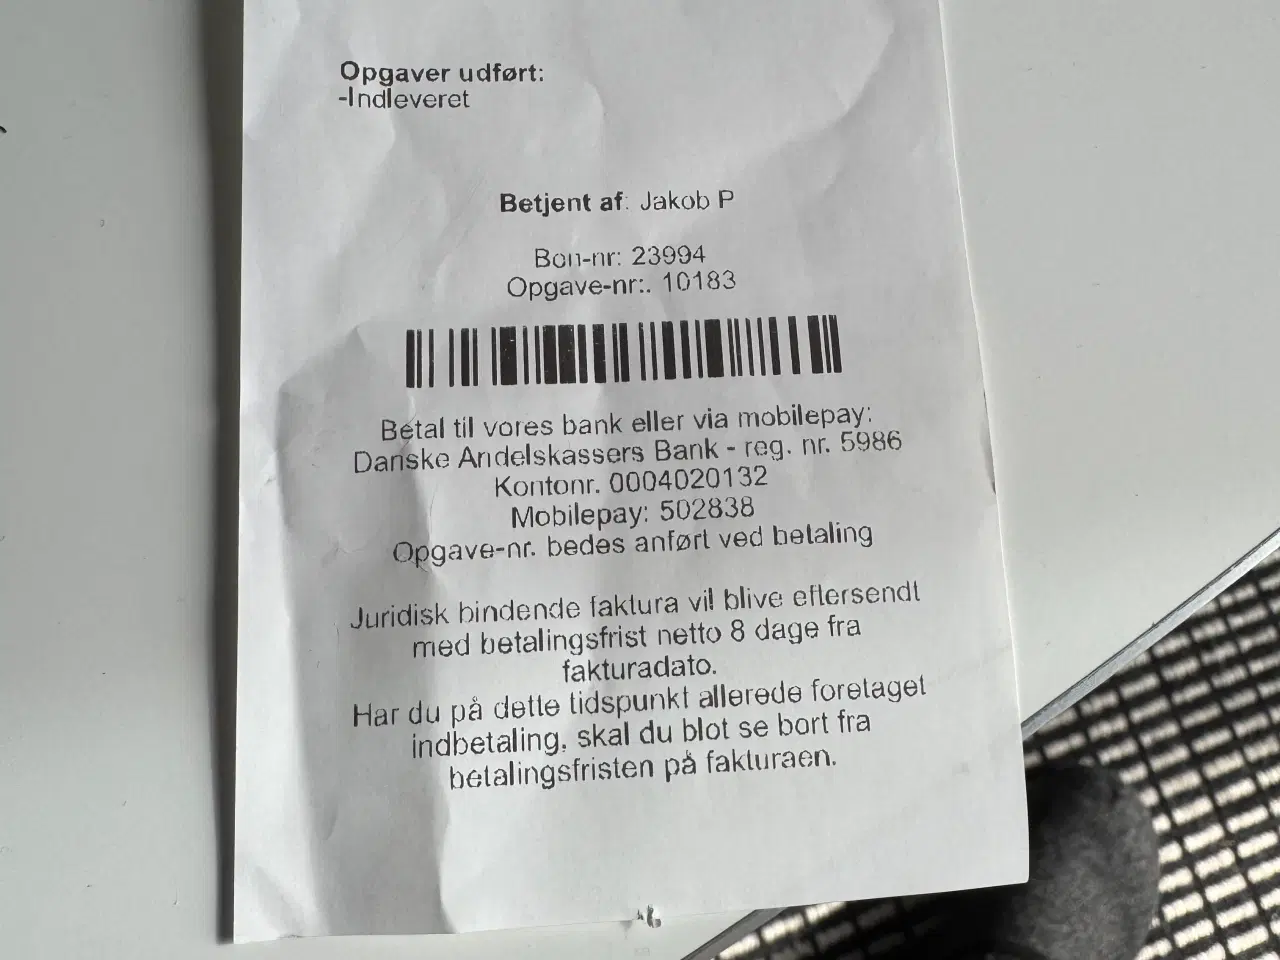 Opgaver udført:
-Indleveret
Betjent af: Jakob P
Bon-nr: 23994
Opgave-nr:. 10183
Betal til vores bank eller via mobilepay:
Danske Andelskassers Bank - reg. nr. 5986
Kontonr. 0004020132
Mobilepay: 502838
Opgave-nr. bedes anført ved betaling
Juridisk bindende faktura vil blive eftersendt
med betalingsfrist netto 8 dage fra
fakturadato.
Har du på dette tidspunkt allerede foretaget
indbetaling, skal du blot se bort fra
betalingsfristen på fakturaen.